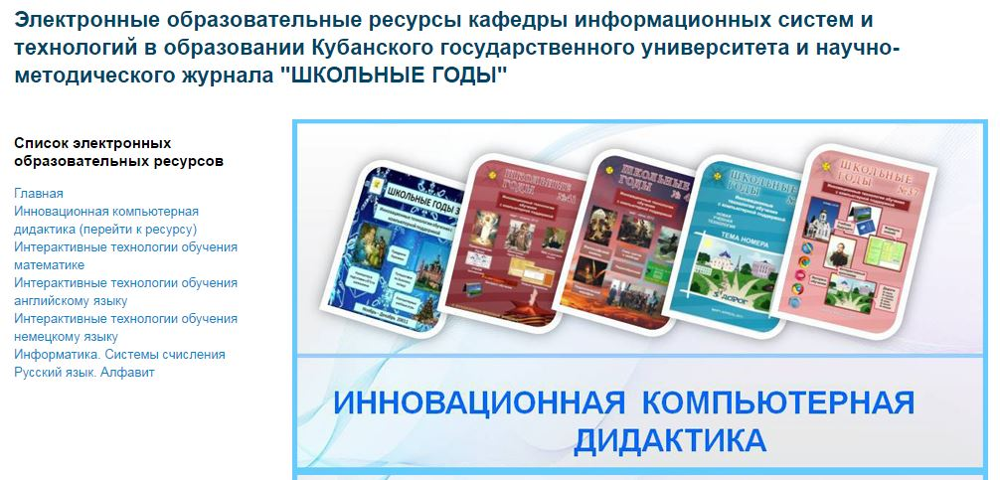 Электронные образовательные ресурсы кафедры информационных систем и
технологий в образовании Кубанского государственного университета и научно-
методического журнала "ШКОЛЬНЫЕ ГОДЫ"
Список электронных
образовательных ресурсов
Главная
Инновационная компьютерная
дидактика (перейти к ресурсу)
Интерактивные технологии обучения
математике
Интерактивные технологии обучения
английскому языку
Интерактивные технологии обучения
немецкому языку
Информатика. Системы счисления
Русский язык. Алфавит
ШКОЛЬНЫЕ ГОДЫ
ШКОЛЬНЫЕ
ГОДЫ
ШКОЛЬНЫЕ
ГОДЫ
ШКОЛЬНЫЕ
ГОДЫ
ТЕМА НОМЕРА
ШКОЛЬНЫЕ
ГОДЫ
ИННОВАЦИОННАЯ КОМПЬЮТЕРНАЯ
ДИДАКТИКА